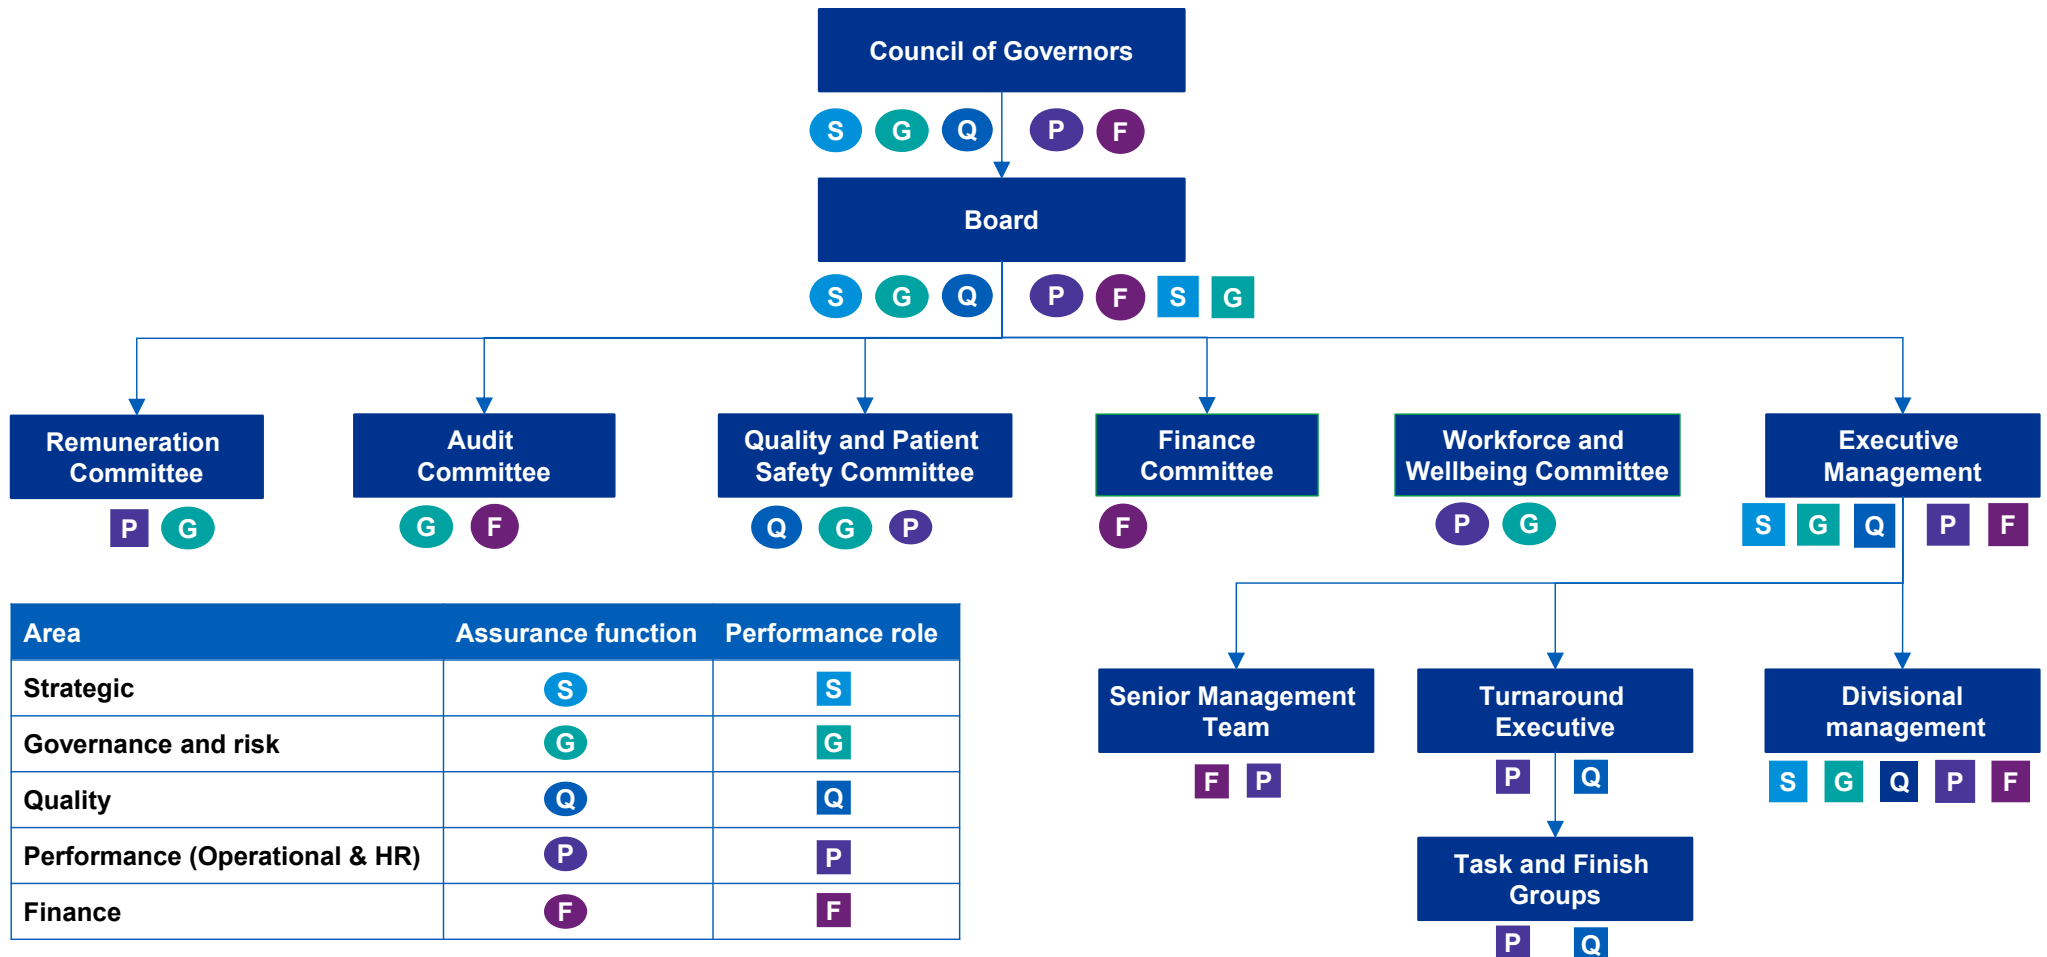 Council of Governors
S G Q P F
Board
S G Q P F S G
Remuneration
Committee
P G
Audit
Committee
G F
Quality and Patient
Safety Committee
Q G P
Finance
Committee
F
Workforce and
Wellbeing Committee
P G
Executive
Management
S G Q P F
Senior Management
Team
F P
Turnaround
Executive
P Q
Divisional
management
S G Q P F
Task and Finish
Groups
P Q
Area Assurance function Performance role
Strategic S S
Governance and risk G G
Quality Q Q
Performance (Operational & HR) P P
Finance F F